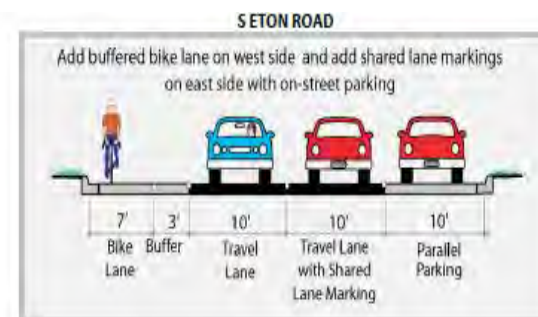 S ETON ROAD
Add buffered bike lane on west side and add shared lane markings
on east side with on-street parking
7' 3' 10' 10' 10'
Bike Buffer Travel Travel Lane Parallel
Lane Lane with Shared Parking
Lane Marking